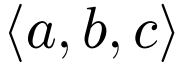 ⟨a, b, c⟩